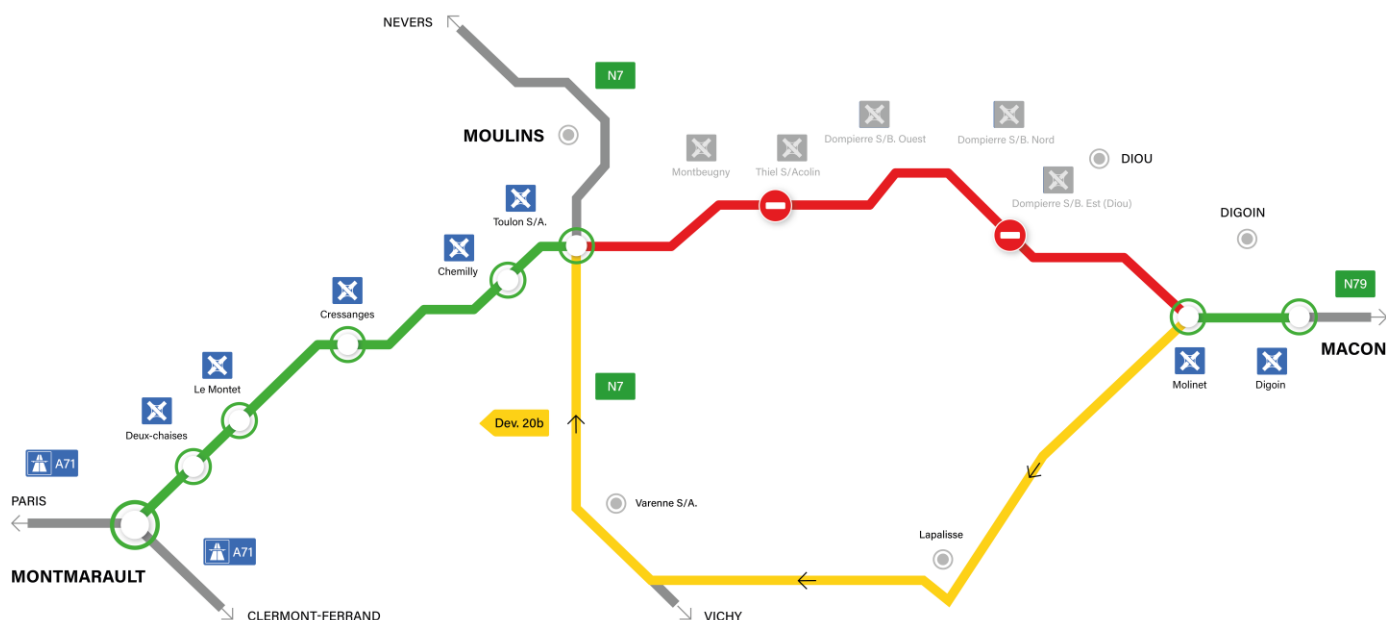 NEVERS
N7
MOULINS
Dompierre S/B. Ouest
Dompierre S/B. Nord
Montbeugny
Thiel S/Acolin
DIOU
Dompierre S/B. Est (Diou)
Toulon S/A.
DIGOIN
Chemilly
N79
Cressanges
MACON
Le Montet
Molinet
Digoin
N7
Dev. 20b
Deux-chaises
A71
PARIS
Varenne S/A.
Lapalisse
A71
MONTMARAULT
CLERMONT-FERRAND
VICHY